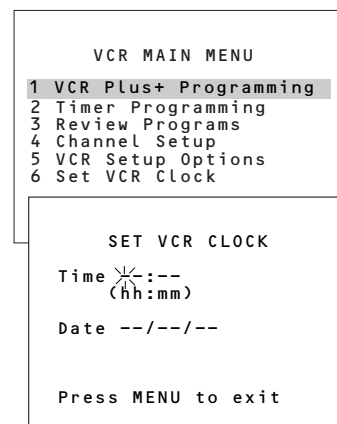 VCR MAIN MENU
1 VCR Plus+ Programming
2 Timer Programming
3 Review Programs
4 Channel Setup
5 VCR Setup Options
6 Set VCR Clock
SET VCR CLOCK
Time --:--
(hh:mm)
Date --/--/--
Press MENU to exit